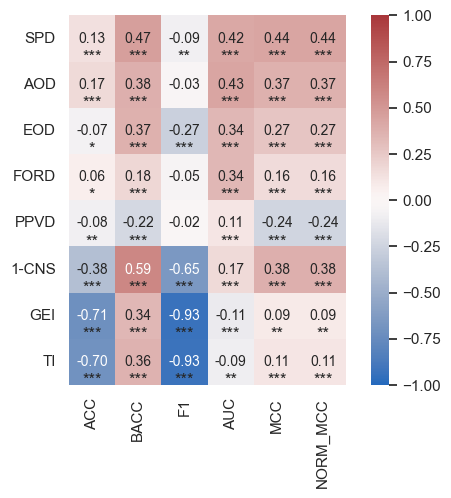 SPD 0.13 0.47 -0.09 0.42 0.44 0.44
*** *** ** *** *** ***
AOD 0.17 0.38 -0.03 0.43 0.37 0.37
*** *** *** *** ***
EOD -0.07 0.37 -0.27 0.34 0.27 0.27
* *** *** *** *** ***
FORD 0.06 0.18 -0.05 0.34 0.16 0.16
* *** *** *** ***
PPVD -0.08 -0.22 -0.02 0.11 -0.24 -0.24
** *** *** *** ***
1-CNS -0.38 0.59 -0.65 0.17 0.38 0.38
*** *** *** *** *** ***
GEI -0.71 0.34 -0.93 -0.11 0.09 0.09
*** *** *** *** ** **
TI -0.70 0.36 -0.93 -0.09 0.11 0.11
*** *** *** ** *** ***
ACC BACC F1 AUC MCC NORM_MCC
1.00
0.75
0.50
0.25
0.00
−0.25
−0.50
−0.75
−1.00